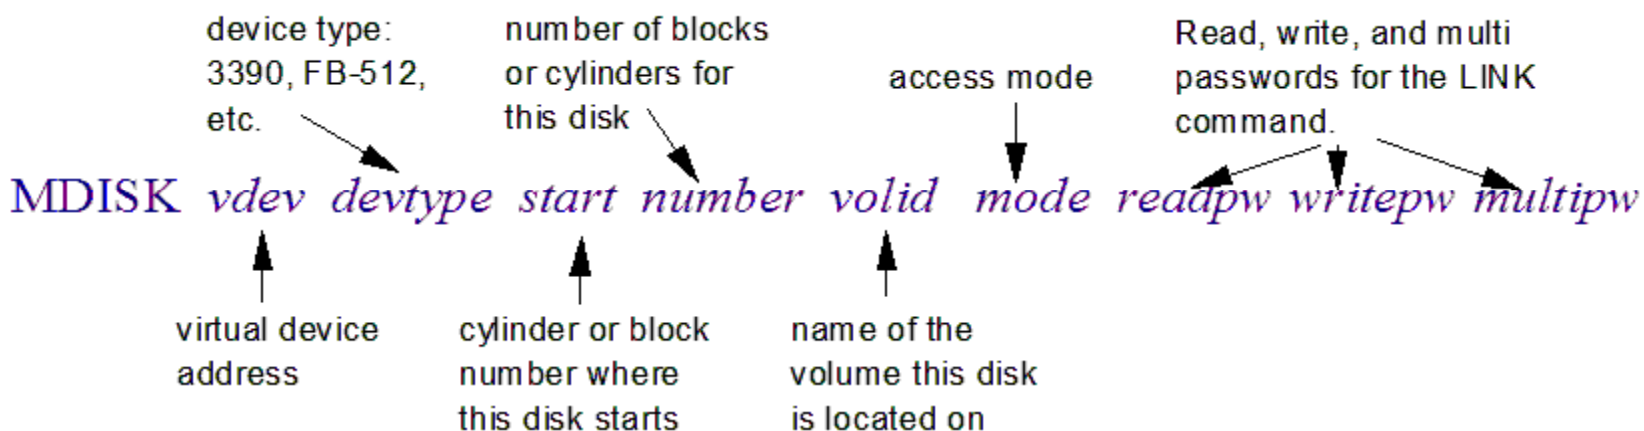 device type:
3390, FB-512,
etc.
number of blocks
or cylinders for
this disk
access mode
Read, write, and multi
passwords for the LINK
command.
MDISK vdev devtype start number volid mode readpw writepw multipw
virtual device
address
cylinder or block
number where
this disk starts
name of the
volume this disk
is located on